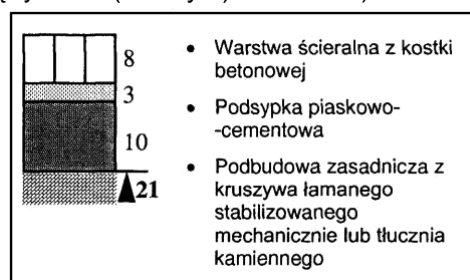 8
3
10
21
• Warstwa ścieralna z kostki
betonowej
• Podsypka piaskowo-
-cementowa
• Podbudowa zasadnicza z
kruszywa łamanego
stabilizowanego
mechanicznie lub tłucznia
kamiennego